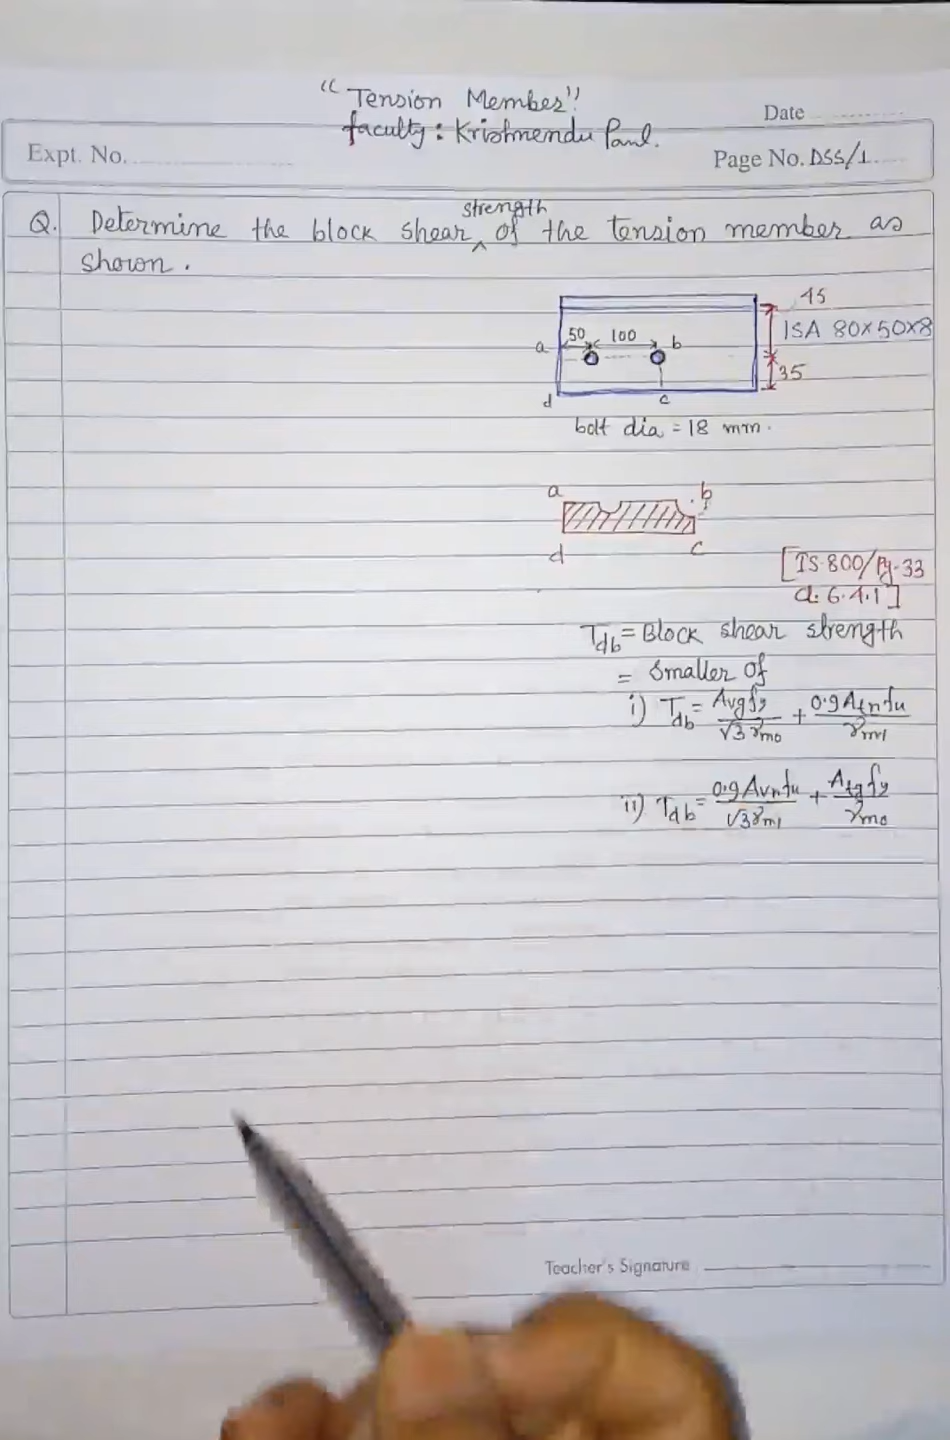 "Tension Member"
faculty: Krishnendu Paul.
Date
Expt. No.
Page No. DSS/1
Q. Determine the block shear strength of the tension member as
shown.
45
ISA 80×50×8
50 100
a b
35
d c
bolt dia = 18 mm.
a b
d c
[IS.800/Pg.33
cl. 6.4.1]
Tdb = Block shear strength
= Smaller of
i) Tdb = Avg fy / √3 γm0 + 0.9 Atn fu / γm1
ii) Tdb = 0.9 Avn fu / √3 γm1 + Atg fy / γm0
Teacher's Signature